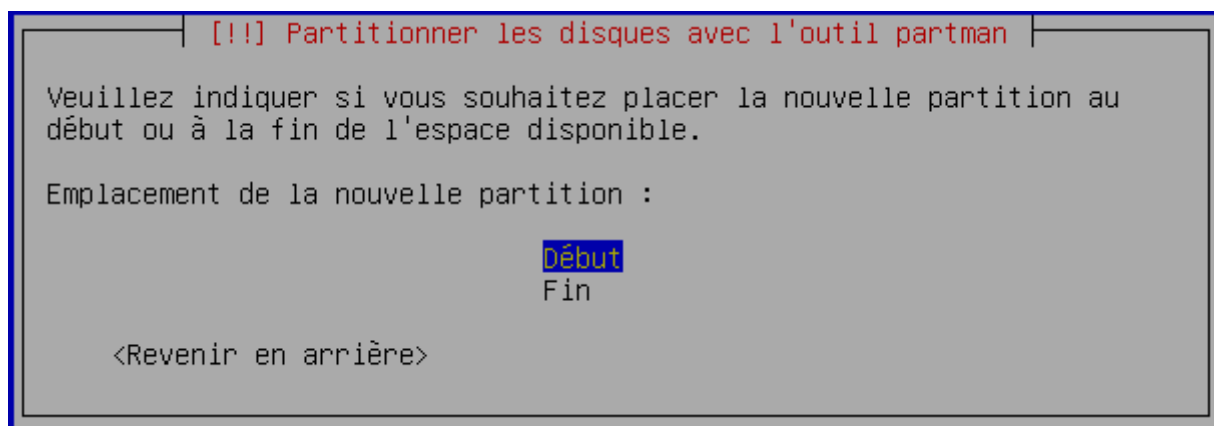 [!!] Partitionner les disques avec l'outil partman
Veuillez indiquer si vous souhaitez placer la nouvelle partition au
début ou à la fin de l'espace disponible.
Emplacement de la nouvelle partition :
Début
Fin
<Revenir en arrière>